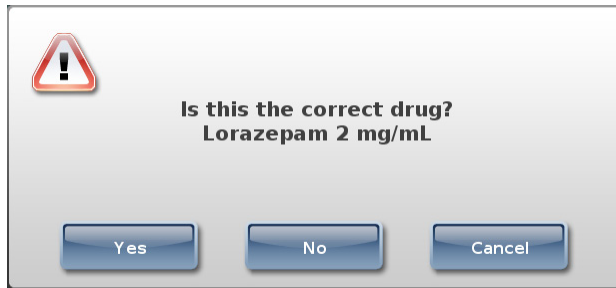 Is this the correct drug?
Lorazepam 2 mg/mL
Yes
No
Cancel